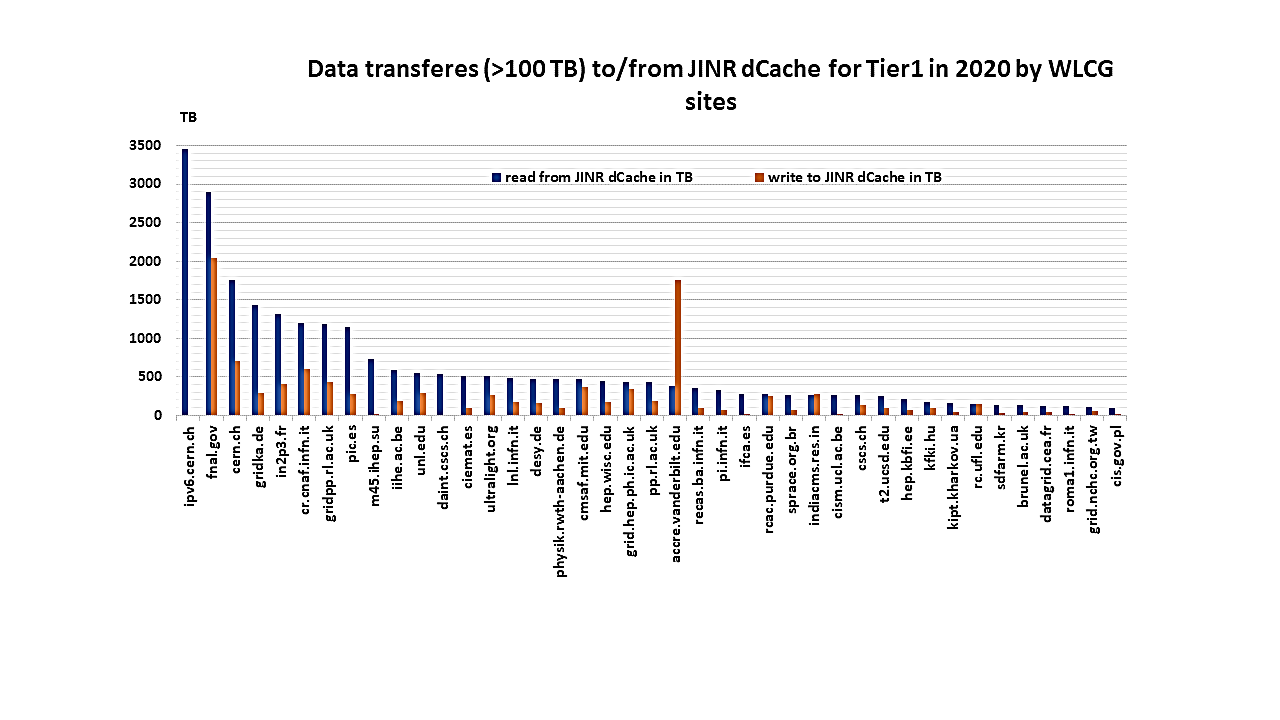 Data transferes (>100 TB) to/from JINR dCache for Tier1 in 2020 by WLCG
sites
TB
3500
3000
2500
2000
1500
1000
500
0
read from JINR dCache in TB
write to JINR dCache in TB
ipv6.cern.ch
fnal.gov
cern.ch
gridka.de
in2p3.fr
cr.cnaf.infn.it
gridpp.rl.ac.uk
pic.es
m45.ihep.su
iihe.ac.be
unl.edu
daint.cscs.ch
ciemat.es
ultralight.org
lnl.infn.it
desy.de
physik.rwth-aachen.de
cmsaf.mit.edu
hep.wisc.edu
grid.hep.ph.ic.ac.uk
pp.rl.ac.uk
accre.vanderbilt.edu
recas.ba.infn.it
pi.infn.it
ifca.es
rcac.purdue.edu
sprace.org.br
indiacms.res.in
cism.ucl.ac.be
cscs.ch
t2.ucsd.edu
hep.kbfi.ee
kfki.hu
kipt.kharkov.ua
rc.ufl.edu
sdfarm.kr
brunel.ac.uk
datagrid.cea.fr
roma1.infn.it
grid.nchc.org.tw
cis.gov.pl